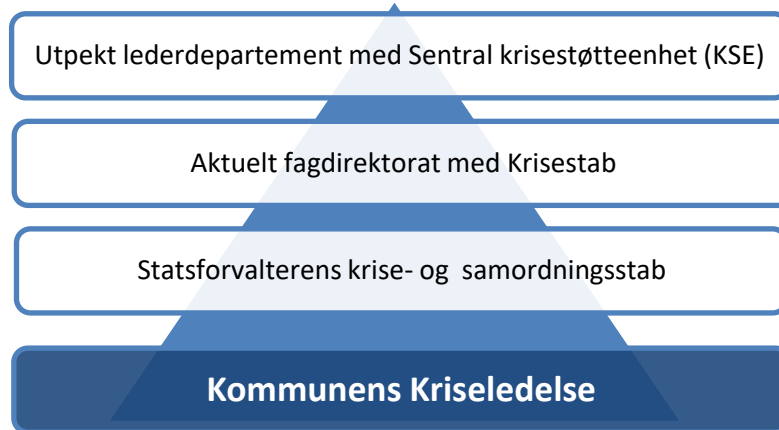 Utpekt lederdepartement med Sentral krisestøtteenhet (KSE)
Aktuelt fagdirektorat med Krisestab
Statsforvalterens krise- og samordningsstab
Kommunens Kriseledelse